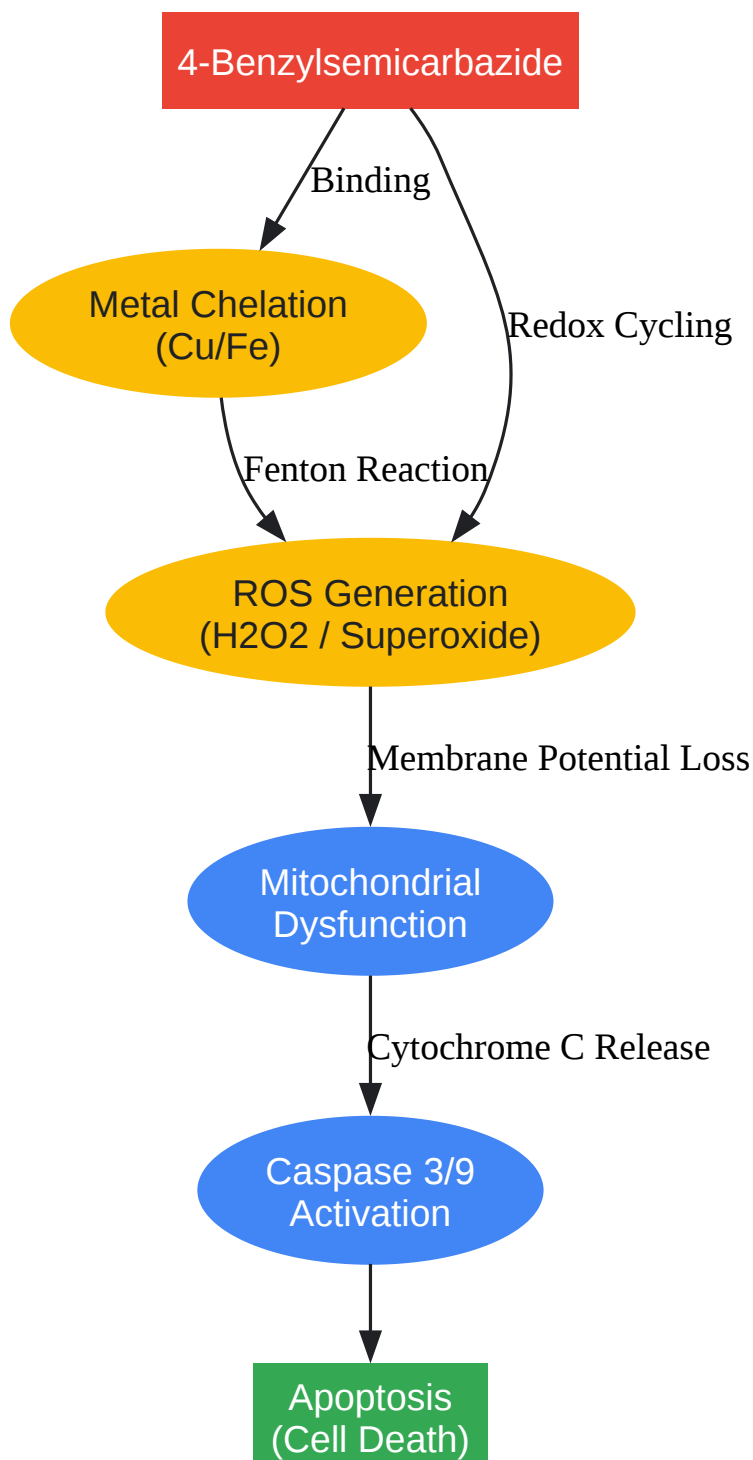 4-Benzylsemicarbazide
Binding
Metal Chelation
(Cu/Fe)
Redox Cycling
Fenton Reaction
ROS Generation
(H2O2 / Superoxide)
Membrane Potential Loss
Mitochondrial
Dysfunction
Cytochrome C Release
Caspase 3/9
Activation
Apoptosis
(Cell Death)